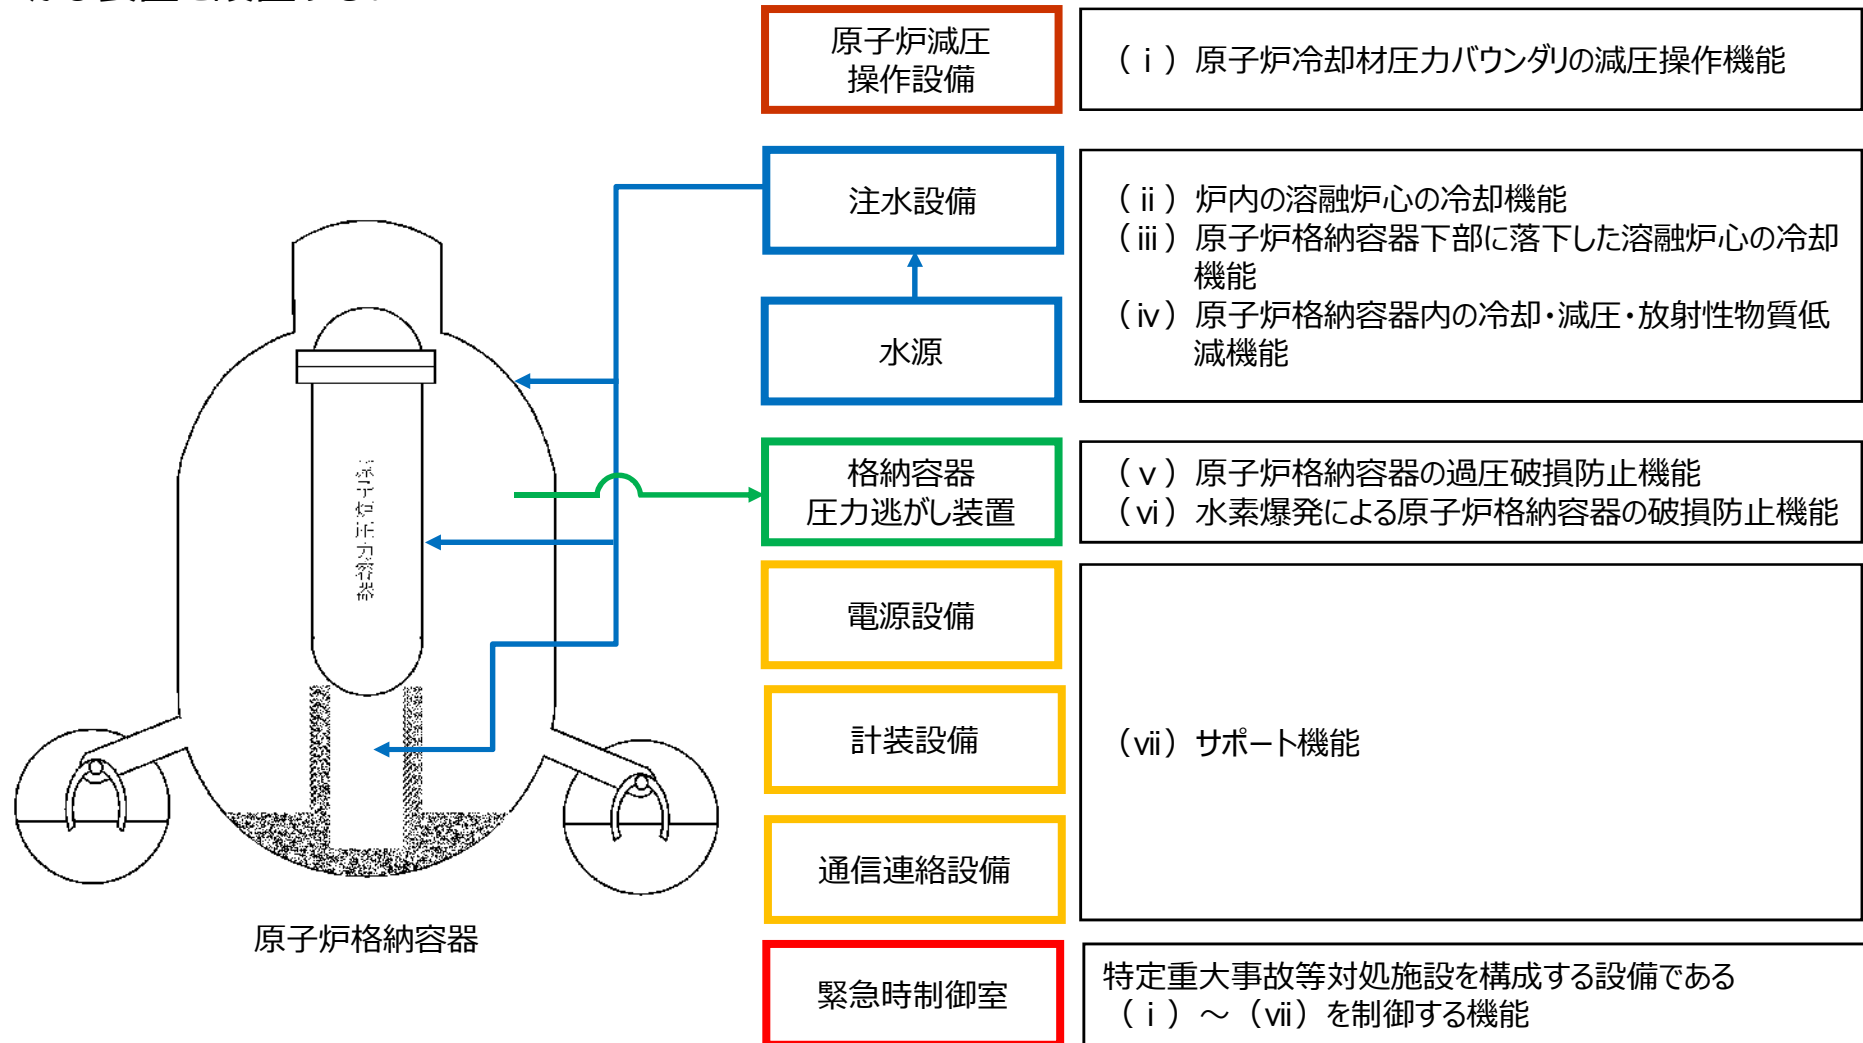 原子炉減圧
操作設備
（ⅰ）原子炉冷却材圧力バウンダリの減圧操作機能
注水設備
水源
（ⅱ）炉内の溶融炉心の冷却機能
（ⅲ）原子炉格納容器下部に落下した溶融炉心の冷却
機能
（ⅳ）原子炉格納容器内の冷却・減圧・放射性物質低
減機能
格納容器
圧力逃がし装置
（ⅴ）原子炉格納容器の過圧破損防止機能
（ⅵ）水素爆発による原子炉格納容器の破損防止機能
原子炉圧力容器
電源設備
計装設備
通信連絡設備
（ⅶ）サポート機能
原子炉格納容器
緊急時制御室
特定重大事故等対処施設を構成する設備である
（ⅰ）～（ⅶ）を制御する機能